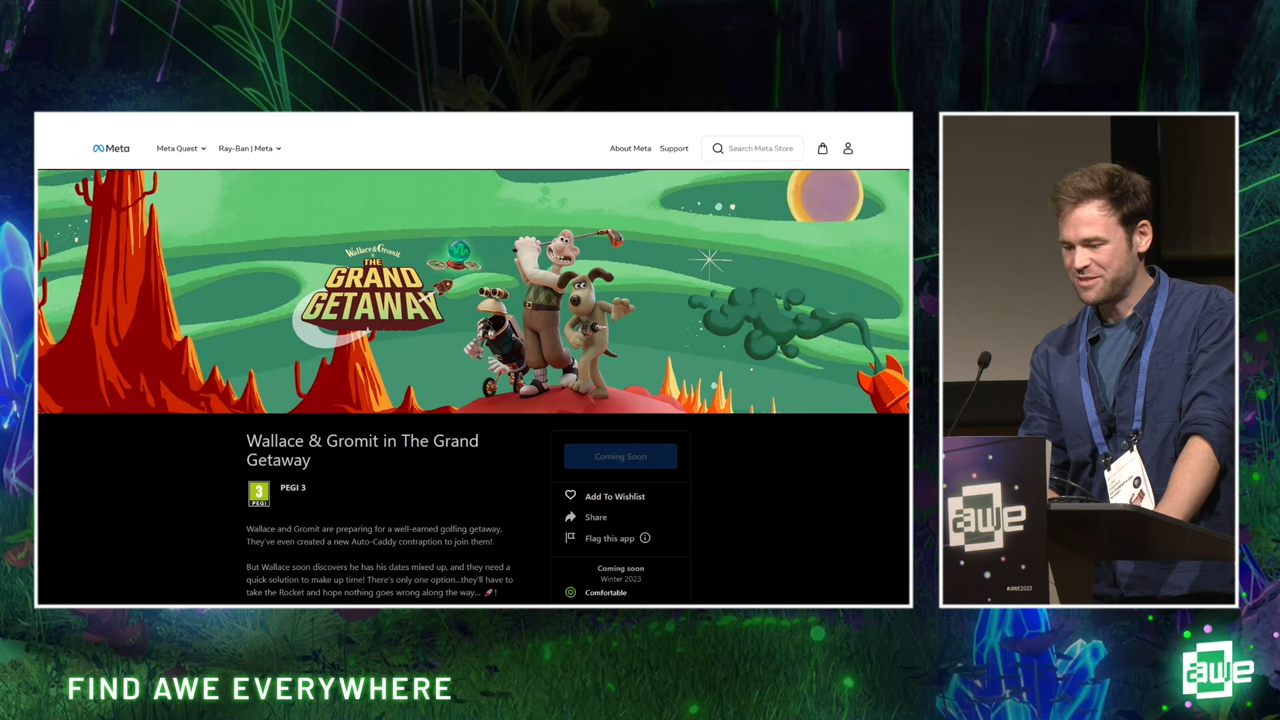 Meta
Meta Quest
Ray-Ban | Meta
About Meta
Support
Search Meta Store
Wallace & Gromit
in
THE
GRAND
GETAWAY
Wallace & Gromit in The Grand
Getaway
3
PEGI
PEGI 3
Wallace and Gromit are preparing for a well-earned golfing getaway.
They've even created a new Auto-Caddy contraption to join them!
But Wallace soon discovers he has his dates mixed up, and they need a
quick solution to make up time! There's only one option...they'll have to
take the Rocket and hope nothing goes wrong along the way... 🚀!
Coming Soon
Add To Wishlist
Share
Flag this app
Coming soon
Winter 2023
Comfortable
awe
#AWE2023
FIND AWE EVERYWHERE
awe